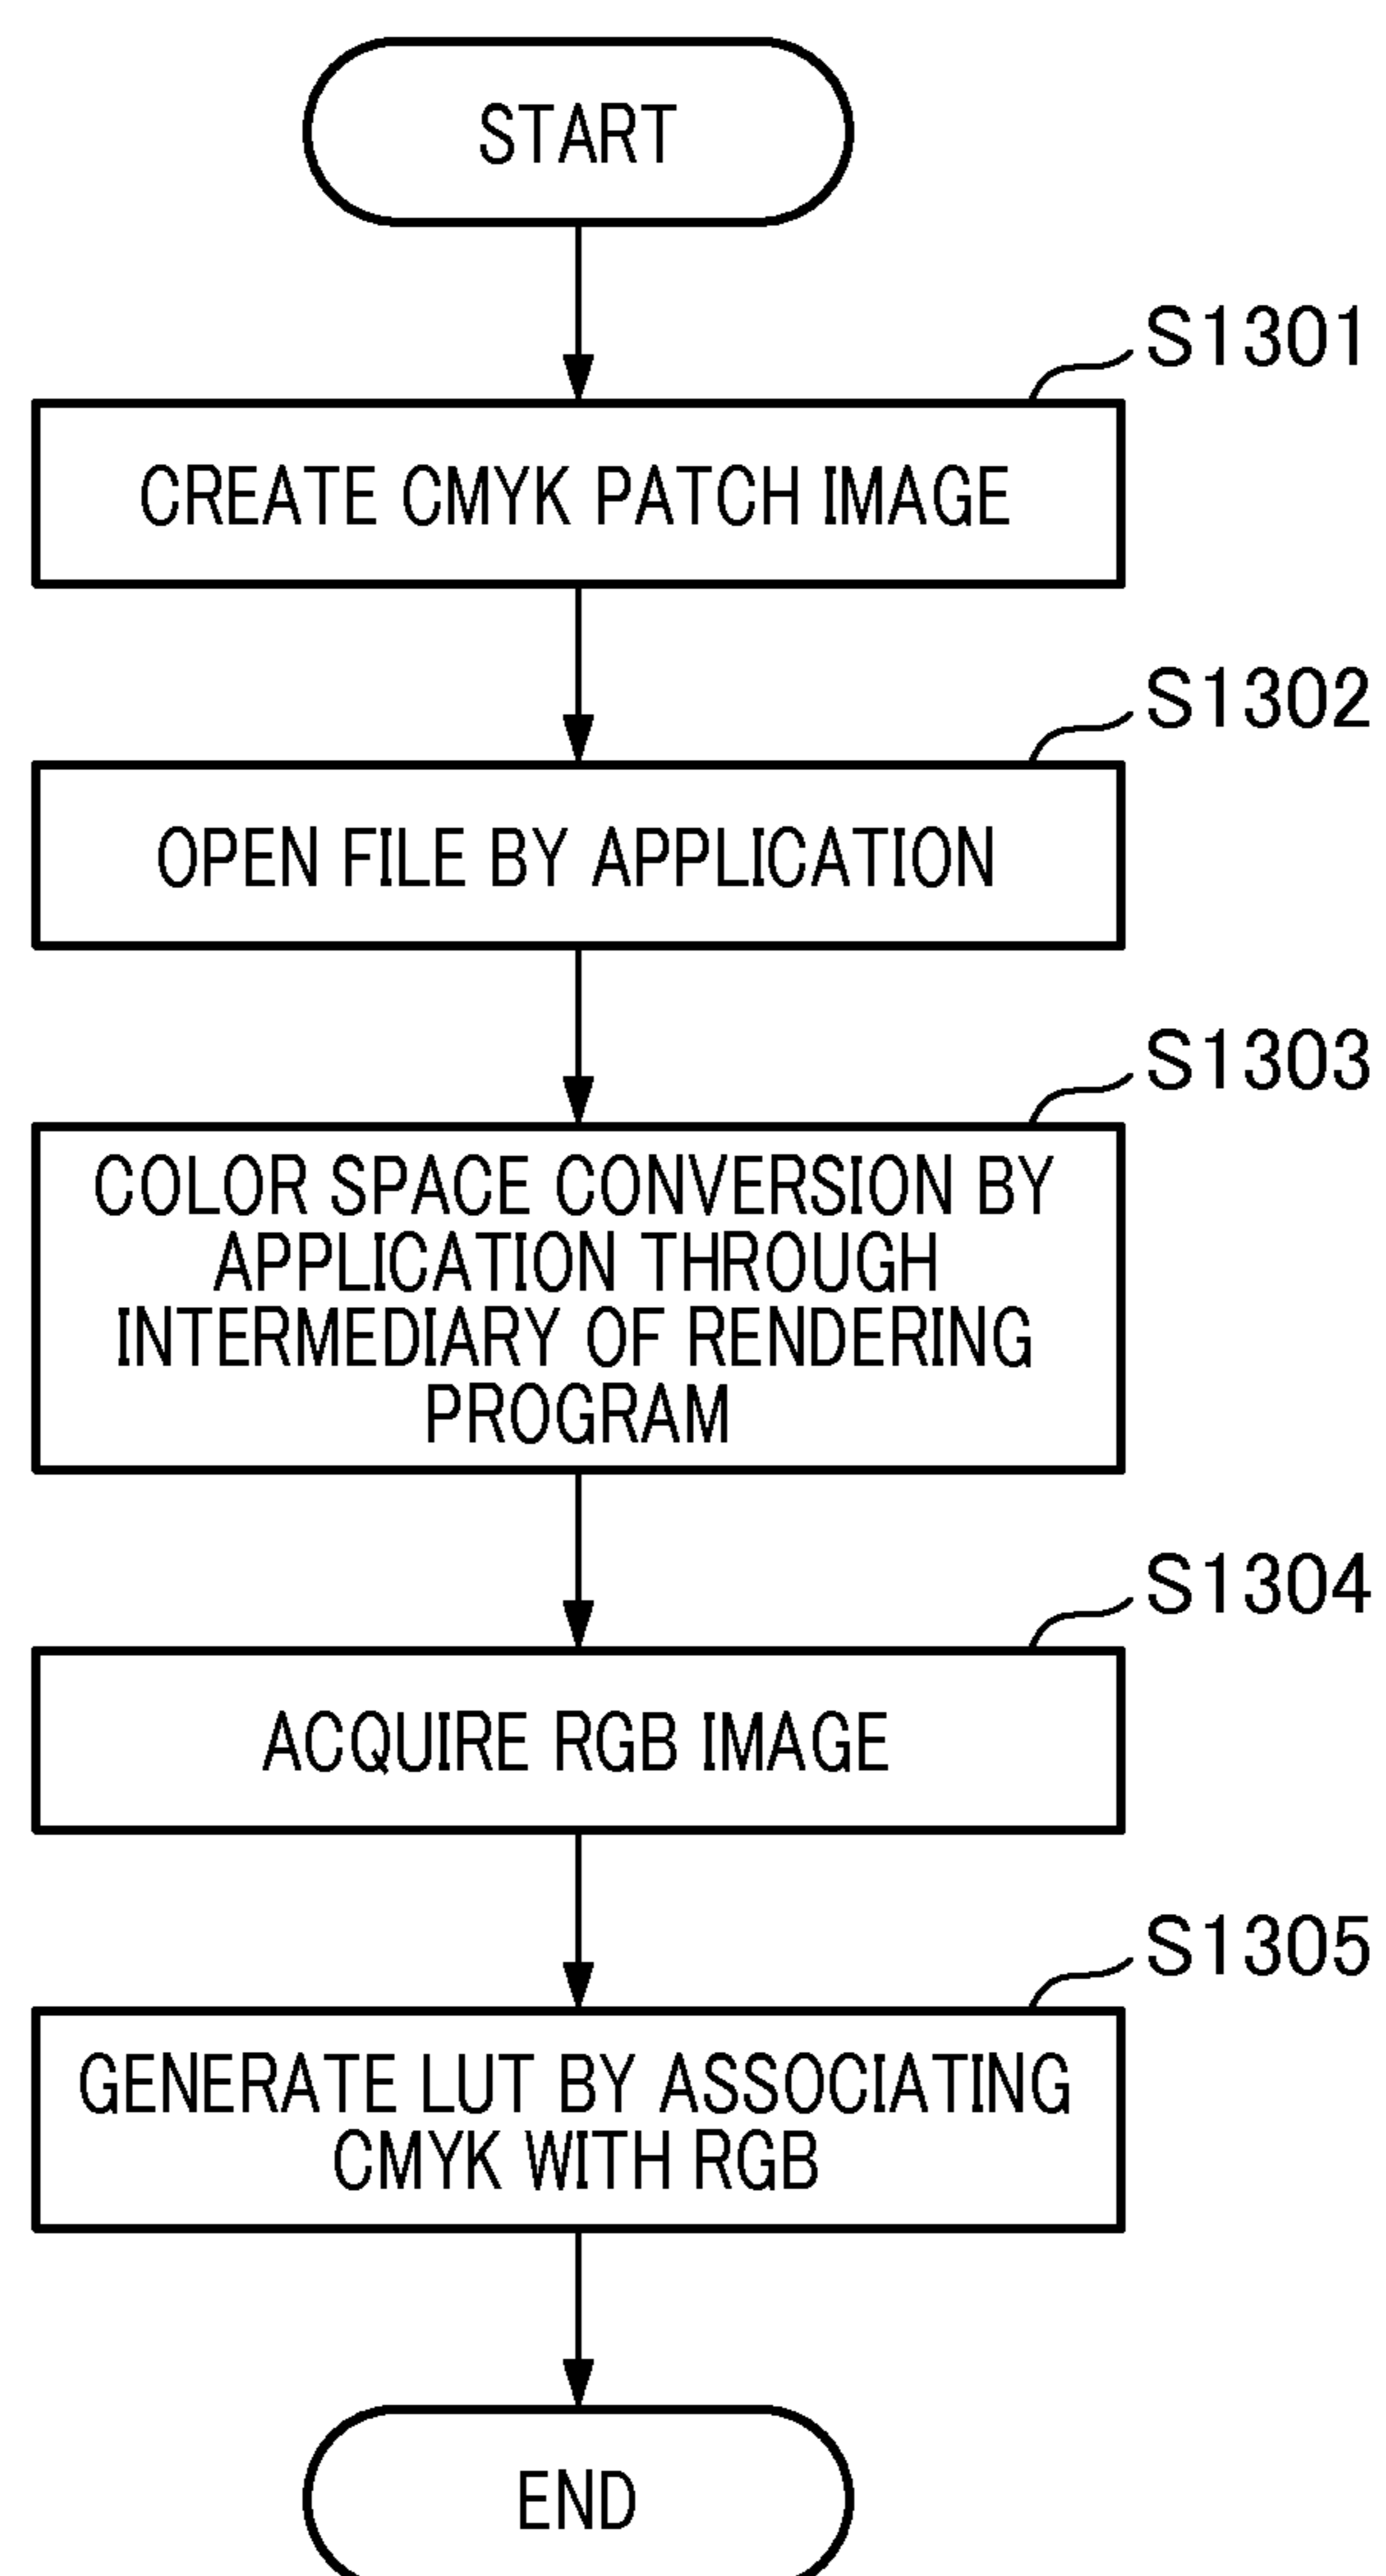 START
S1301
CREATE CMYK PATCH IMAGE
S1302
OPEN FILE BY APPLICATION
S1303
COLOR SPACE CONVERSION BY
APPLICATION THROUGH
INTERMEDIARY OF RENDERING
PROGRAM
S1304
ACQUIRE RGB IMAGE
S1305
GENERATE LUT BY ASSOCIATING
CMYK WITH RGB
END